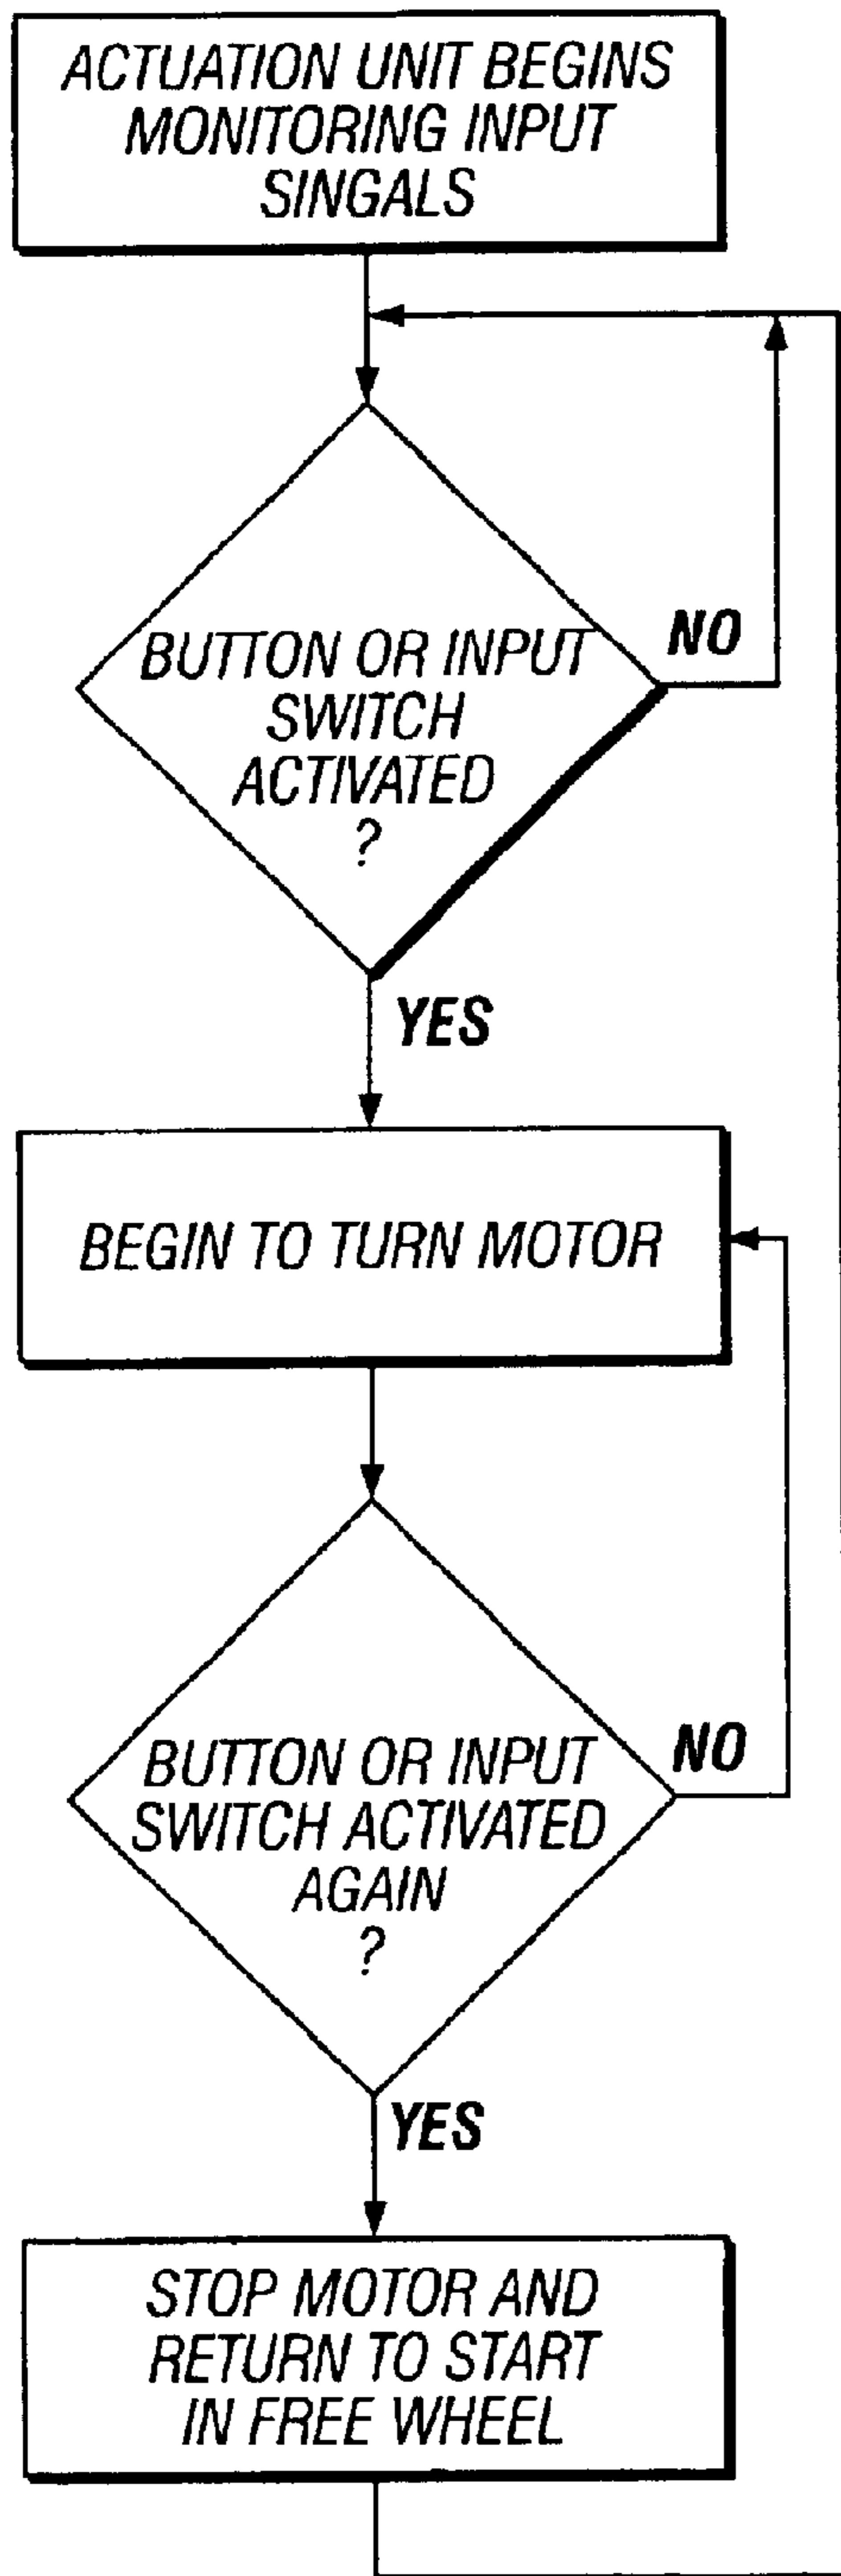 ACTUATION UNIT BEGINS
MONITORING INPUT
SINGALS
BUTTON OR INPUT
SWITCH
ACTIVATED
?
NO
YES
BEGIN TO TURN MOTOR
BUTTON OR INPUT
SWITCH ACTIVATED
AGAIN
?
NO
YES
STOP MOTOR AND
RETURN TO START
IN FREE WHEEL